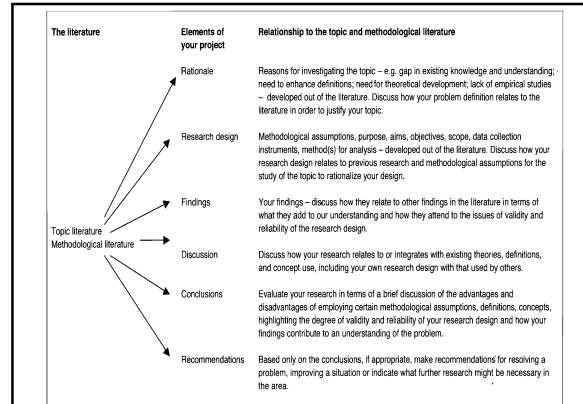 The literature
Elements of
your project
Relationship to the topic and methodological literature
Rationale
Reasons for investigating the topic – e.g. gap in existing knowledge and understanding;
need to enhance definitions; need for theoretical development; lack of empirical studies
– developed out of the literature. Discuss how your problem definition relates to the
literature in order to justify your topic.
Research design
Methodological assumptions, purpose, aims, objectives, scope, data collection
instruments, method(s) for analysis – developed out of the literature. Discuss how your
research design relates to previous research and methodological assumptions for the
study of the topic to rationalize your design.
Findings
Your findings – discuss how they relate to other findings in the literature in terms of
what they add to our understanding and how they attend to the issues of validity and
reliability of the research design.
Topic literature
Methodological literature
Discussion
Discuss how your research relates to or integrates with existing theories, definitions,
and concept use, including your own research design with that used by others.
Conclusions
Evaluate your research in terms of a brief discussion of the advantages and
disadvantages of employing certain methodological assumptions, definitions, concepts,
highlighting the degree of validity and reliability of your research design and how your
findings contribute to an understanding of the problem.
Recommendations
Based only on the conclusions, if appropriate, make recommendations for resolving a
problem, improving a situation or indicate what further research might be necessary in
the area.